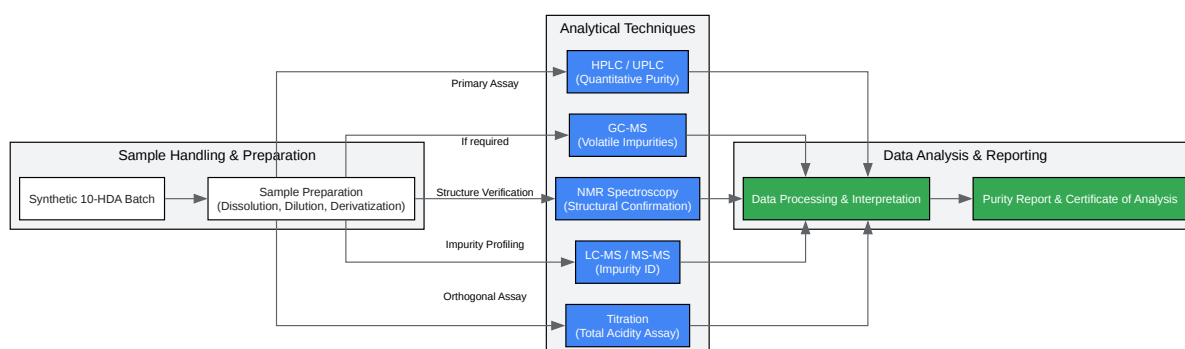 Analytical Techniques
HPLC / UPLC
(Quantitative Purity)
Primary Assay
GC-MS
(Volatile Impurities)
If required
Sample Handling & Preparation
Data Analysis & Reporting
Synthetic 10-HDA Batch
Sample Preparation
(Dissolution, Dilution, Derivatization)
Structure Verification
NMR Spectroscopy
(Structural Confirmation)
Data Processing & Interpretation
Purity Report & Certificate of Analysis
Impurity Profiling
LC-MS / MS-MS
(Impurity ID)
Orthogonal Assay
Titration
(Total Acidity Assay)